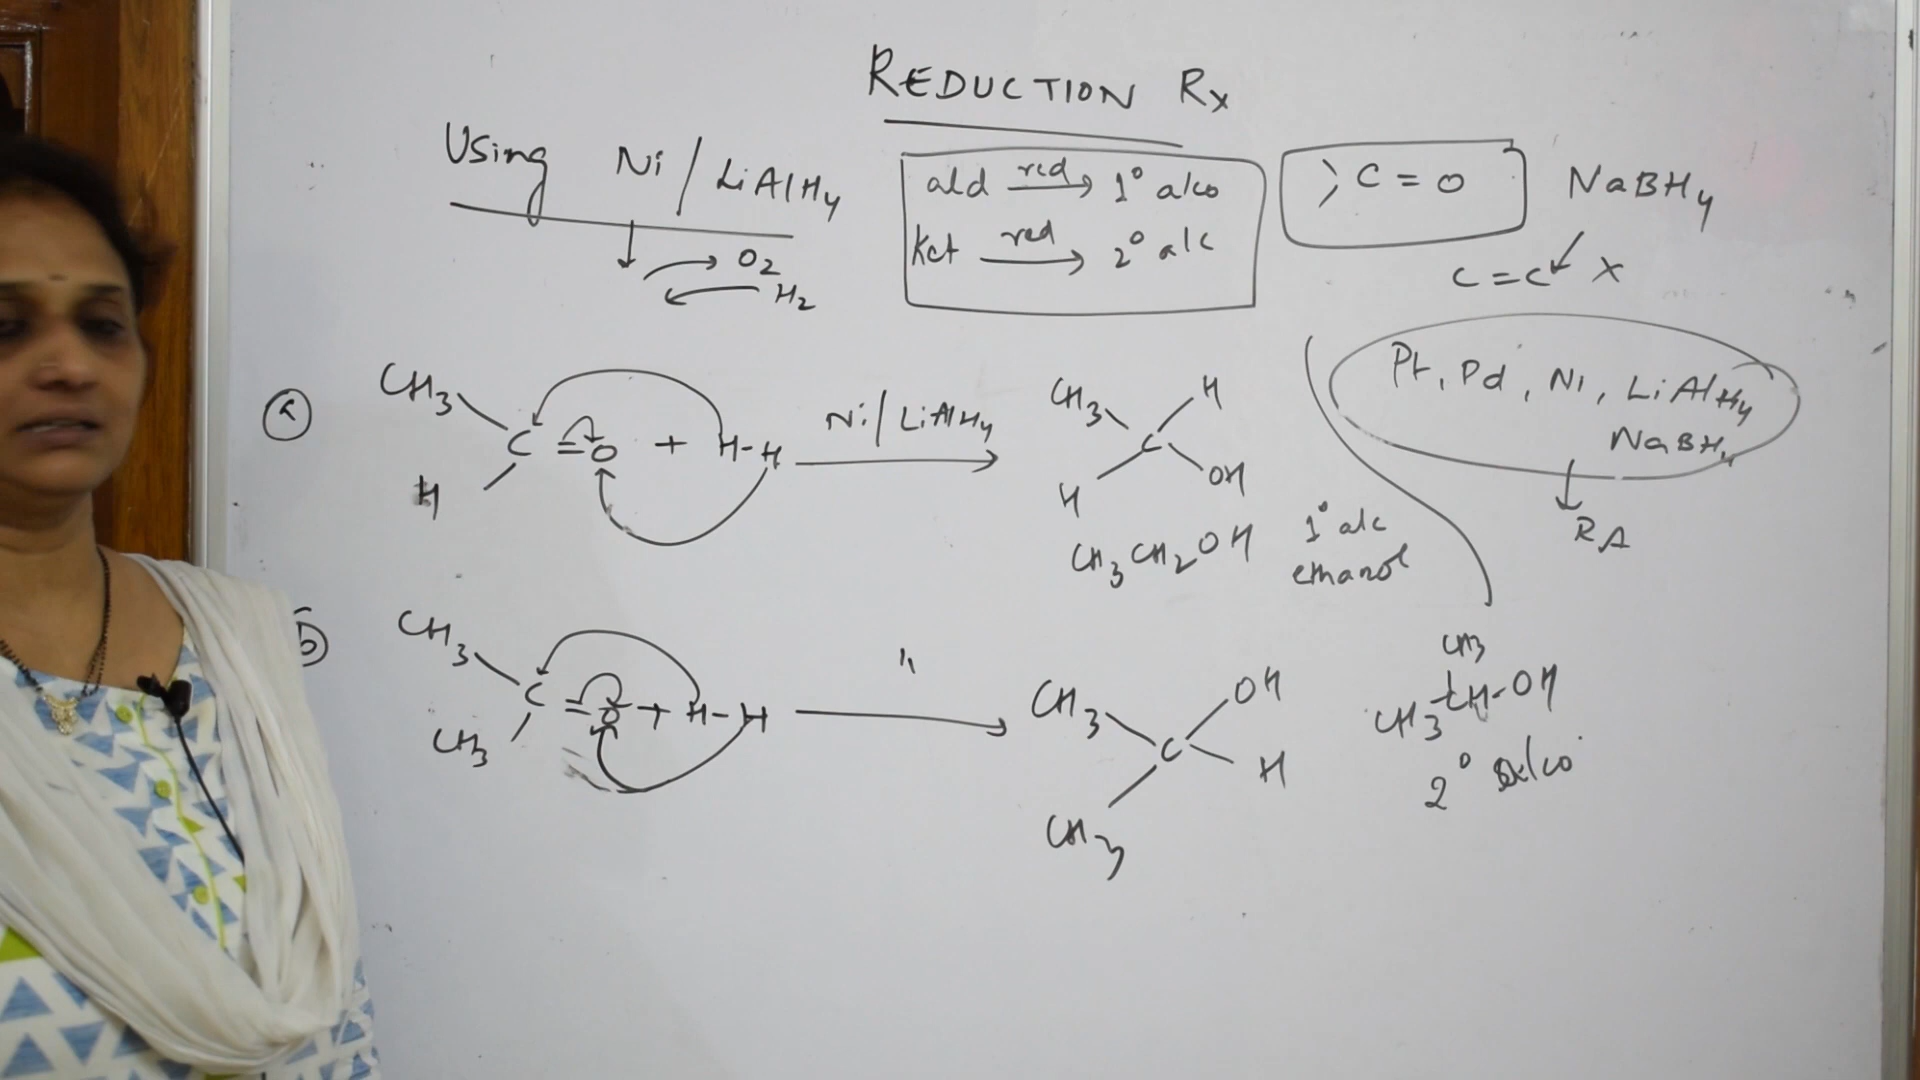 REDUCTION Rx
Using Ni / LiAlH4
O2
H2
ald red → 1° alco
Ket red → 2° alc
C = O
NaBH4
C = C X
Pt, Pd, Ni, LiAlH4
NaBH4
RA
a
CH3
C = O + H-H
H
Ni/LiAlH4
CH3 H
C
H OH
CH3CH2OH
1° alc
ethanol
b
CH3
C = O + H-H
CH3
"
CH3 OH
C
H
CH3
CH3
CH3 CH-OH
2° alco